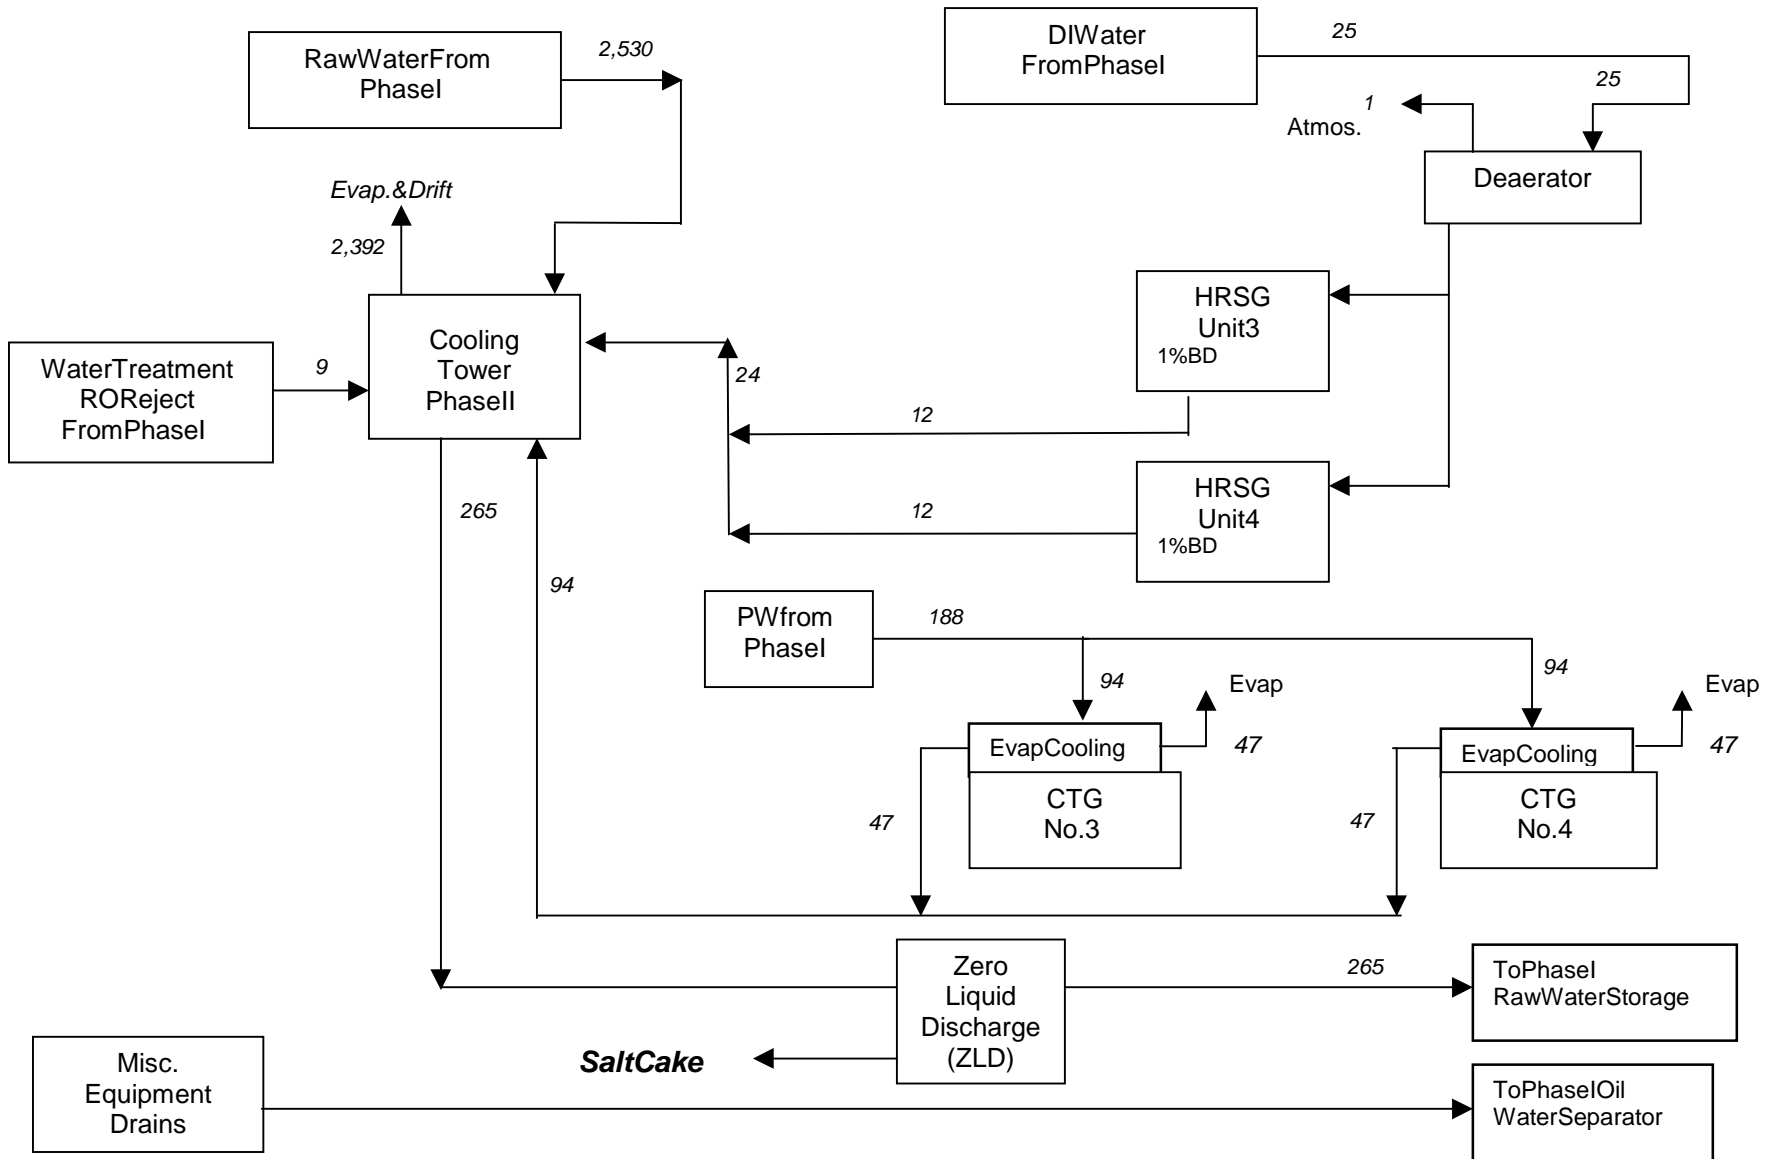 RawWaterFrom
PhaseI
2,530
DIWater
FromPhaseI
25
25
1
Atmos.
Deaerator
Evap.&Drift
2,392
HRSG
Unit3
1%BD
Cooling
Tower
PhaseII
WaterTreatment
ROReject
FromPhaseI
9
24
12
HRSG
Unit4
1%BD
12
265
94
PWfrom
PhaseI
188
94
94
Evap
47
Evap
47
EvapCooling
CTG
No.3
47
EvapCooling
CTG
No.4
47
Zero
Liquid
Discharge
(ZLD)
265
ToPhaseI
RawWaterStorage
SaltCake
Misc.
Equipment
Drains
ToPhaseIOil
WaterSeparator